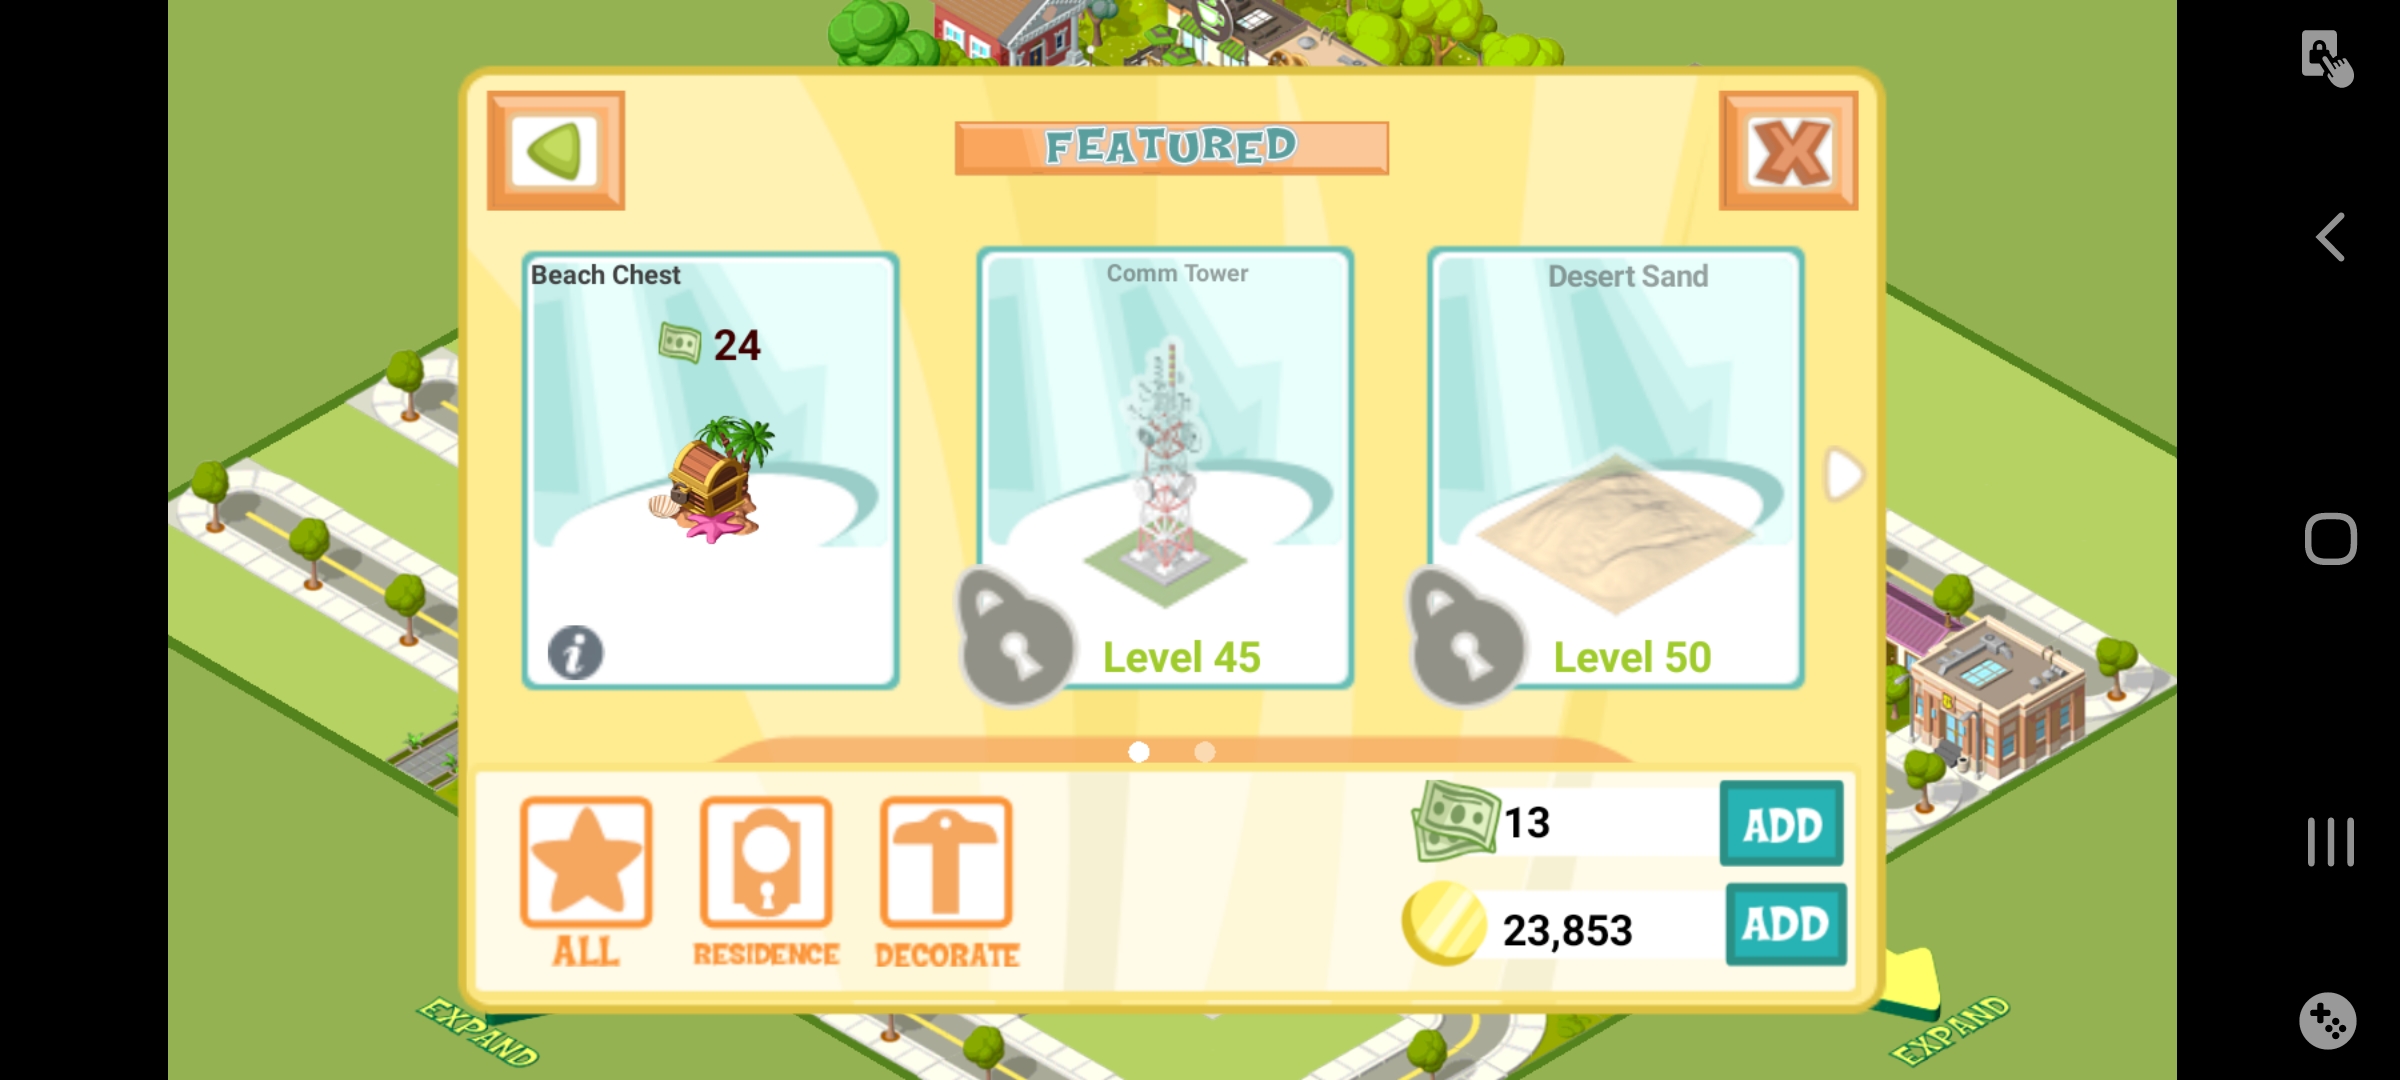 FEATURED
Beach Chest
24
Comm Tower
Level 45
Desert Sand
Level 50
ALL
RESIDENCE
DECORATE
13
ADD
23,853
ADD
EXPAND
EXPAND